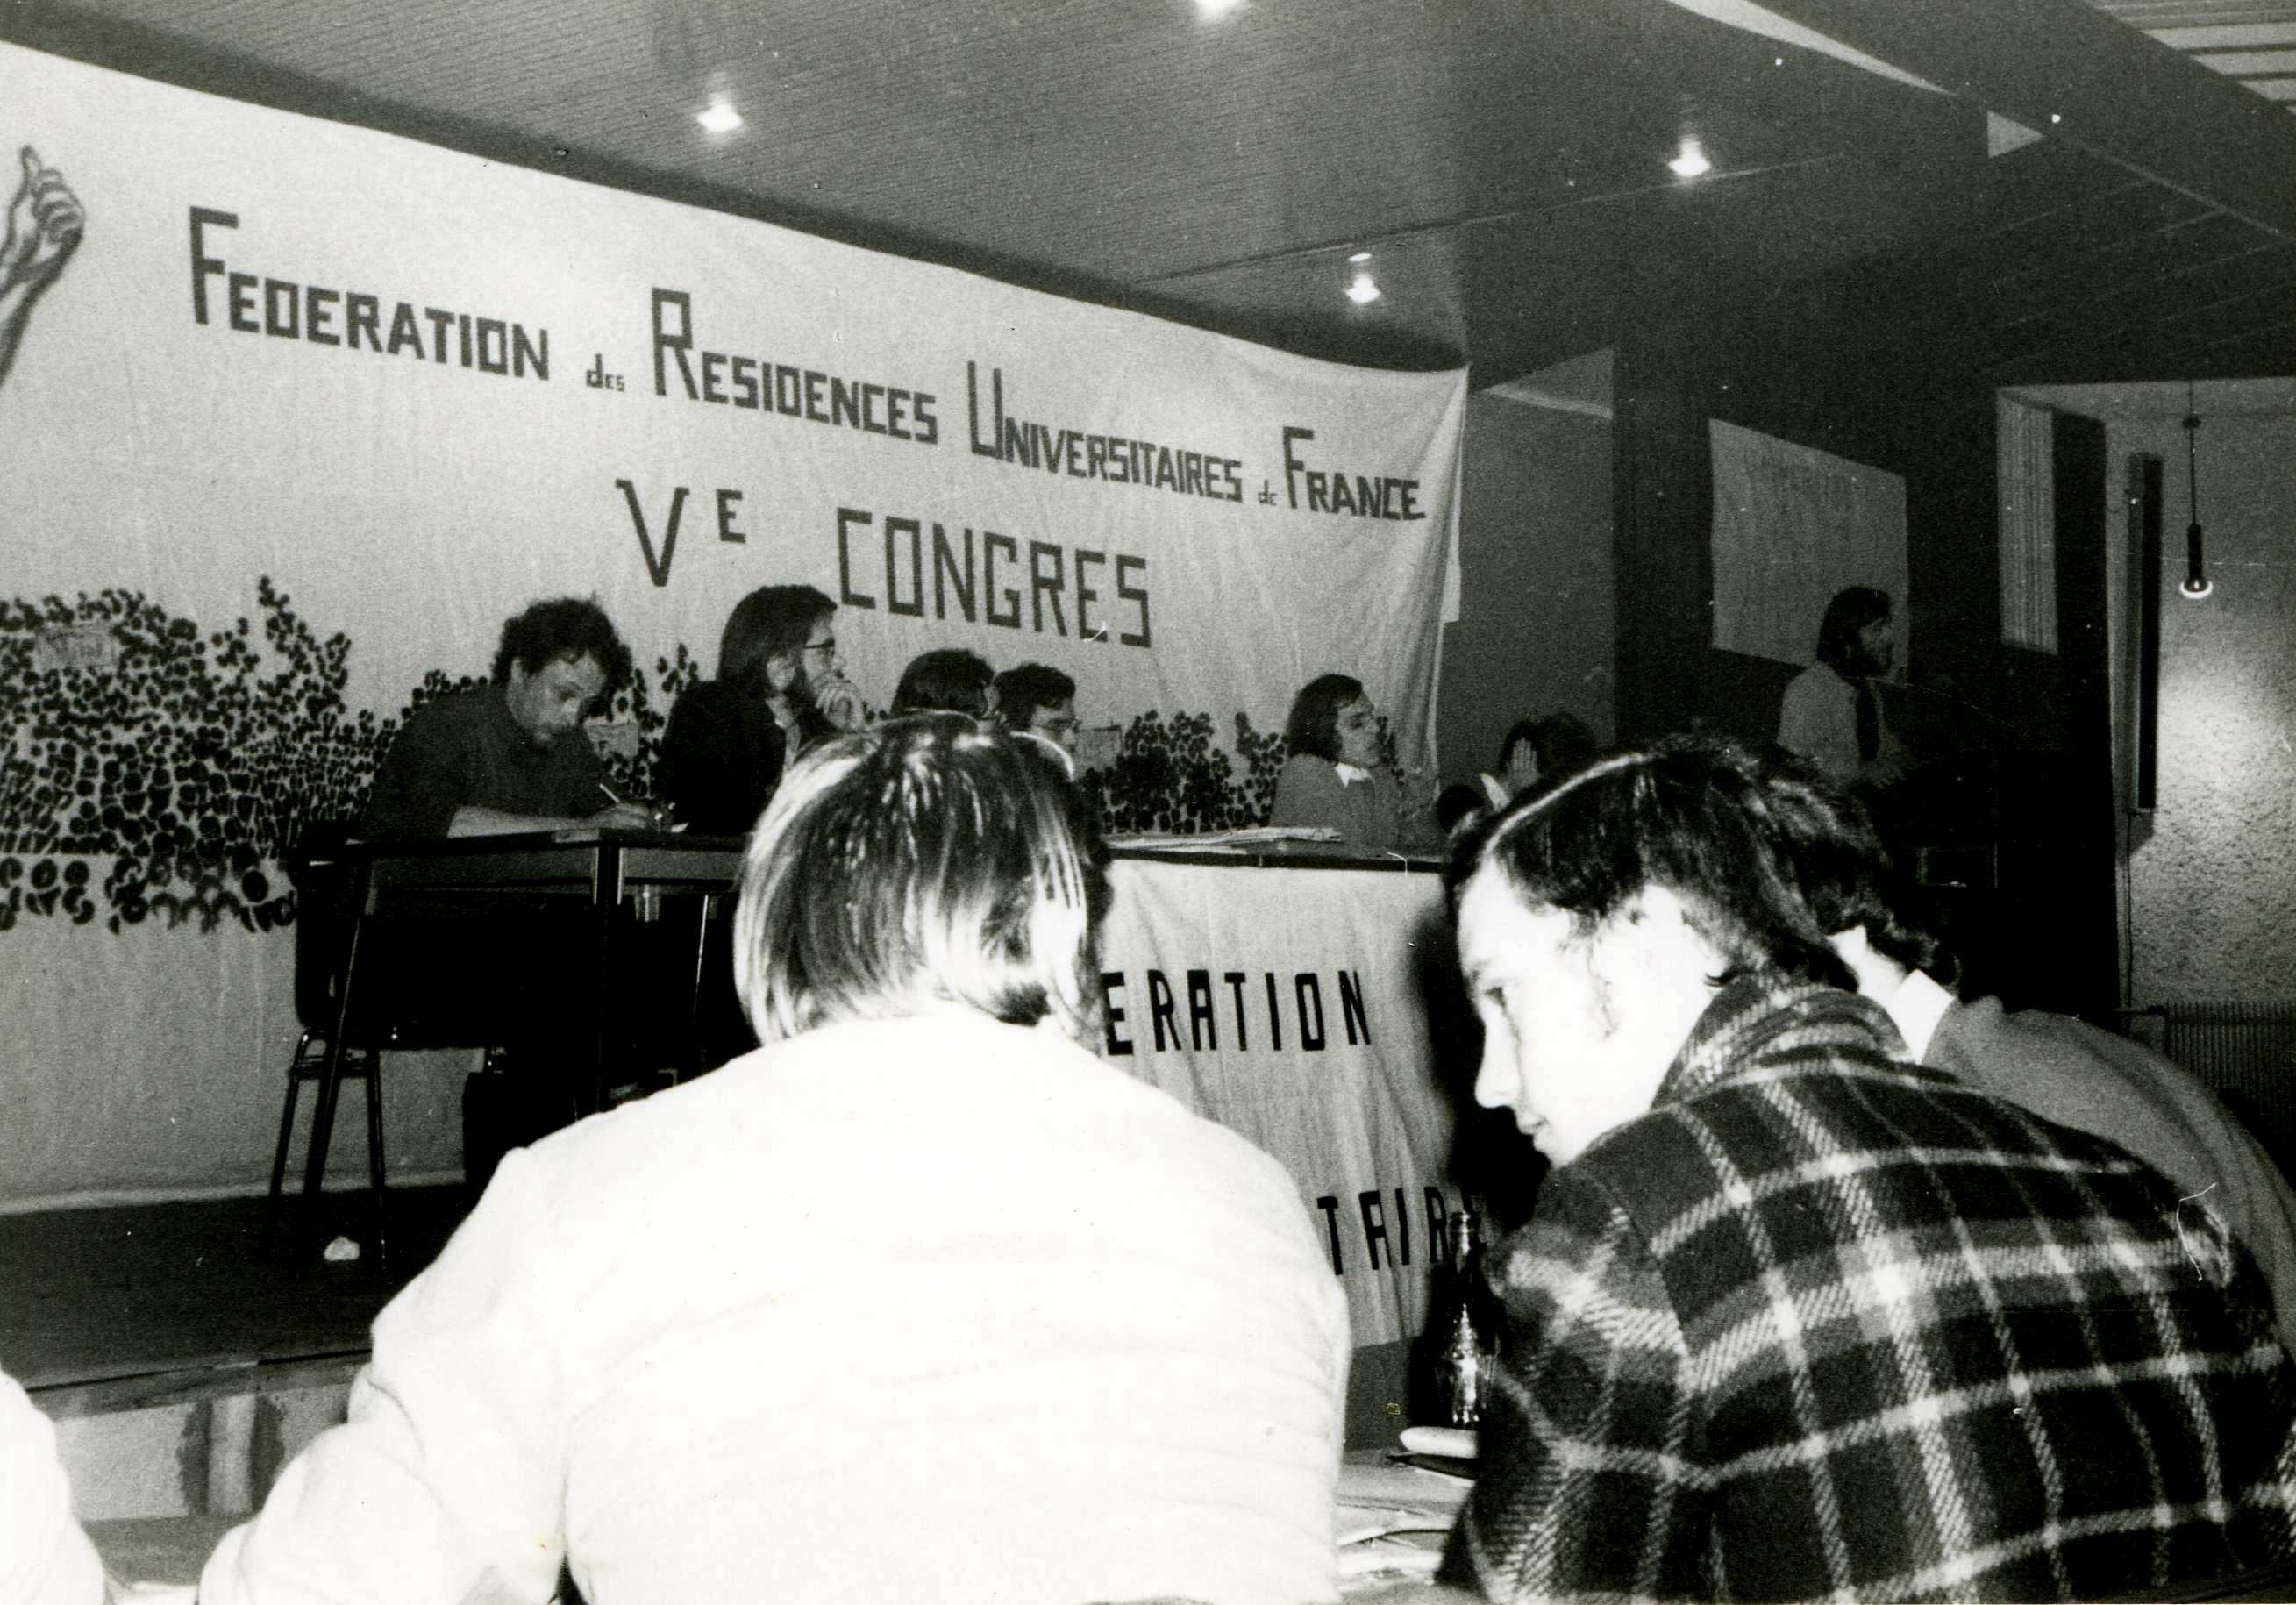 FEDERATION des RESIDENCES UNIVERSITAIRES de FRANCE
VE CONGRES
ERATION
TAIR